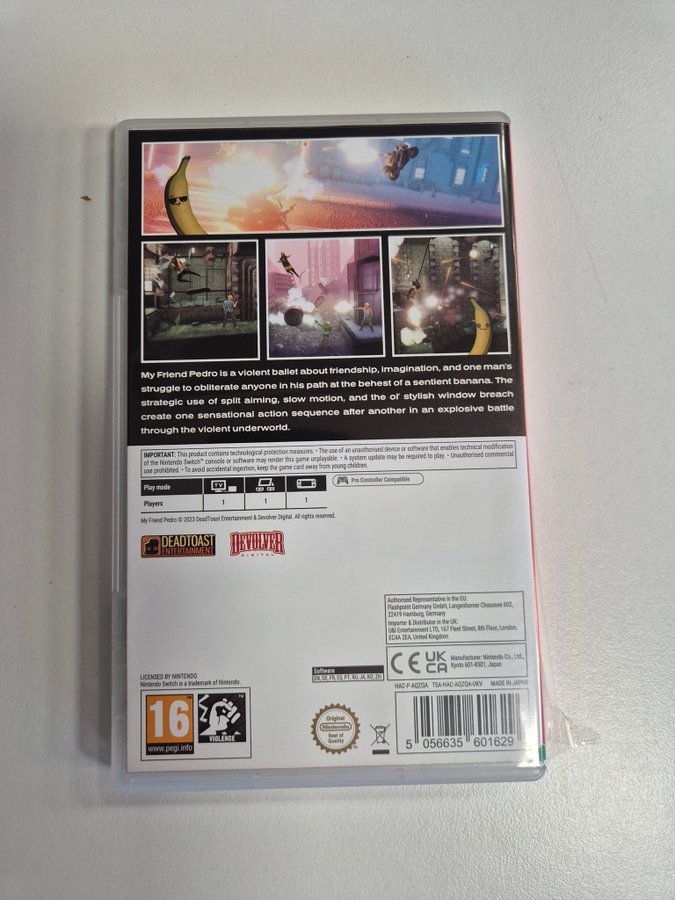 My Friend Pedro is a violent ballet about friendship, imagination, and one man's
struggle to obliterate anyone in his path at the behest of a sentient banana. The
strategic use of split aiming, slow motion, and the ol' stylish window breach
create one sensational action sequence after another in an explosive battle
through the violent underworld.
IMPORTANT: This product contains technological protection measures. • The use of an unauthorised device or software that enables technical modification
of the Nintendo Switch™ console or software may render this game unplayable. • A system update may be required to play. • Unauthorised commercial
use prohibited. • To avoid accidental ingestion, keep the game card away from young children.
Play mode TV
Pro Controller Compatible
Players 1 1 1
My Friend Pedro © 2023 DeadToast Entertainment & Devolver Digital. All rights reserved.
DEADTOAST
ENTERTAINMENT
DEVOLVER
DIGITAL
Authorised Representative in the EU:
Flashpoint Germany GmbH, Langenhorner Chaussee 602,
22419 Hamburg, Germany
Importer & Distributor in the UK:
U&I Entertainment LTD, 167 Fleet Street, 8th Floor, London,
EC4A 2EA, United Kingdom
CE UK
CA
Manufacturer: Nintendo Co., Ltd.,
Kyoto 601-8501, Japan
Software
EN, DE, FR, ES, PT, RU, JA, KO, ZH
LICENSED BY NINTENDO.
Nintendo Switch is a trademark of Nintendo.
HAC-P-AQZQA TSA-HAC-AQZQA-UKV MADE IN JAPAN
16
www.pegi.info
VIOLENCE
Original
Nintendo
Seal of
Quality
5 056635 601629